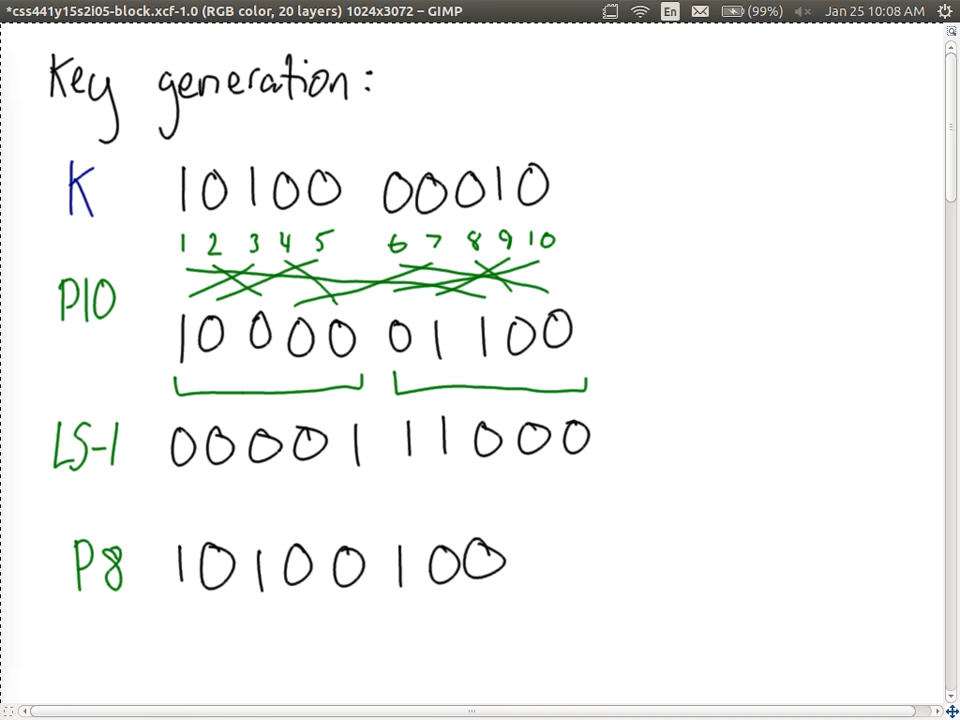 *css441y15s2i05-block.xcf-1.0 (RGB color, 20 layers) 1024x3072 – GIMP En (99%) Jan 25 10:08 AM
Key generation:
K 10100 00010
1 2 3 4 5 6 7 8 9 10
P10
10000 01100
LS-1 00001 11000
P8 10100100